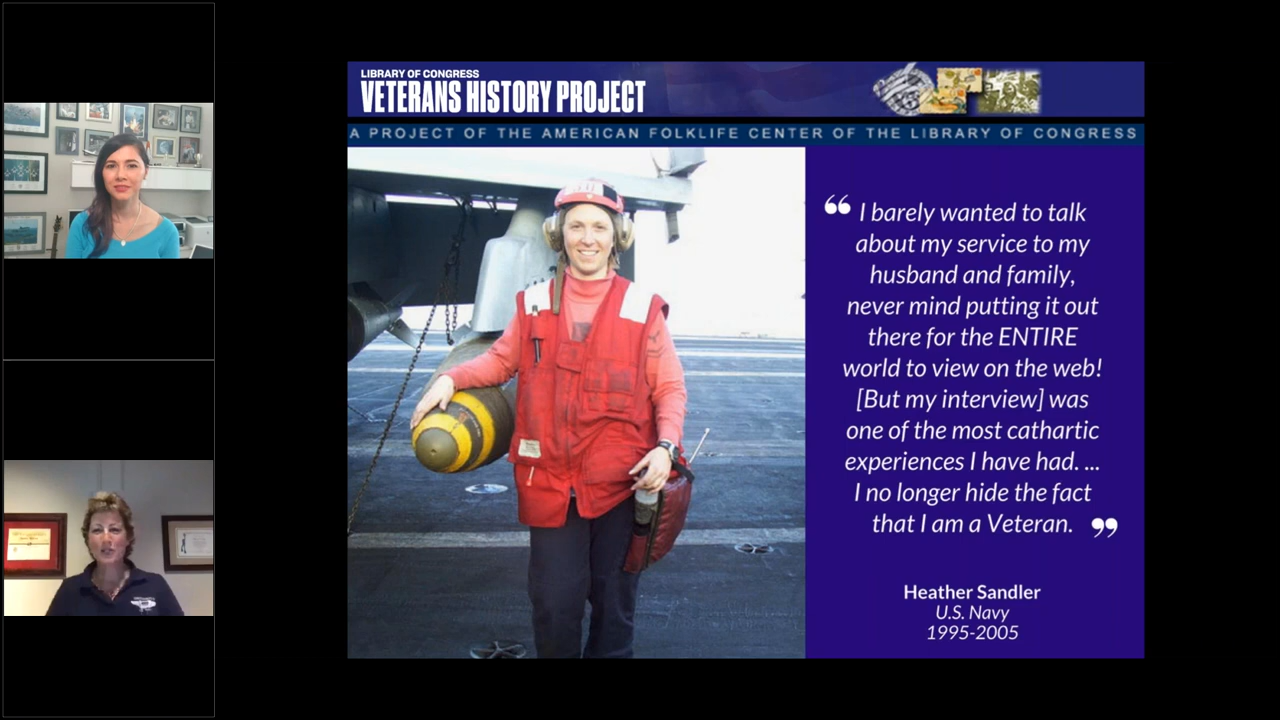 LIBRARY OF CONGRESS
VETERANS HISTORY PROJECT
A PROJECT OF THE AMERICAN FOLKLIFE CENTER OF THE LIBRARY OF CONGRESS
“ I barely wanted to talk
about my service to my
husband and family,
never mind putting it out
there for the ENTIRE
world to view on the web!
[But my interview] was
one of the most cathartic
experiences I have had. ...
I no longer hide the fact
that I am a Veteran. ”
Heather Sandler
U.S. Navy
1995-2005